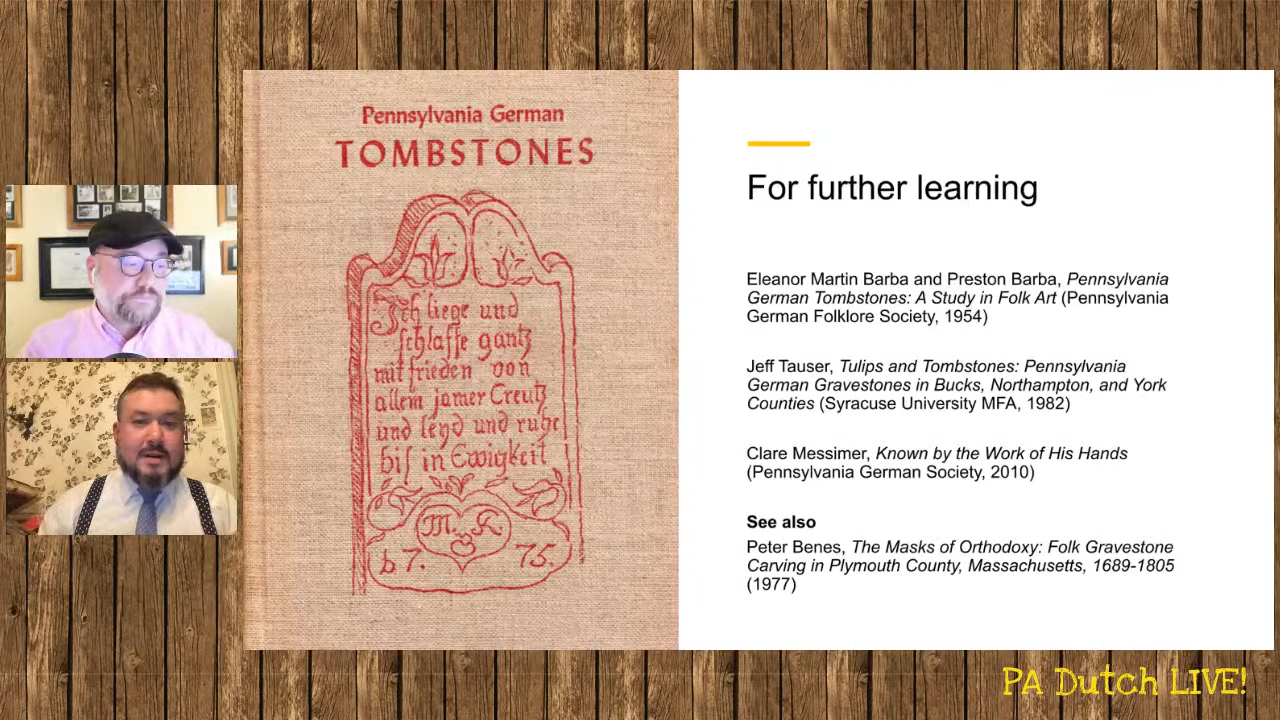 Pennsylvania German
TOMBSTONES
Ich liege und
schlaffe gantz
mit frieden von
allem jamer Creutz
und leyd und ruhe
biß in Ewigkeit
M. K
b 7. 75.
For further learning
Eleanor Martin Barba and Preston Barba, Pennsylvania
German Tombstones: A Study in Folk Art (Pennsylvania
German Folklore Society, 1954)
Jeff Tauser, Tulips and Tombstones: Pennsylvania
German Gravestones in Bucks, Northampton, and York
Counties (Syracuse University MFA, 1982)
Clare Messimer, Known by the Work of His Hands
(Pennsylvania German Society, 2010)
See also
Peter Benes, The Masks of Orthodoxy: Folk Gravestone
Carving in Plymouth County, Massachusetts, 1689-1805
(1977)
PA Dutch LIVE!